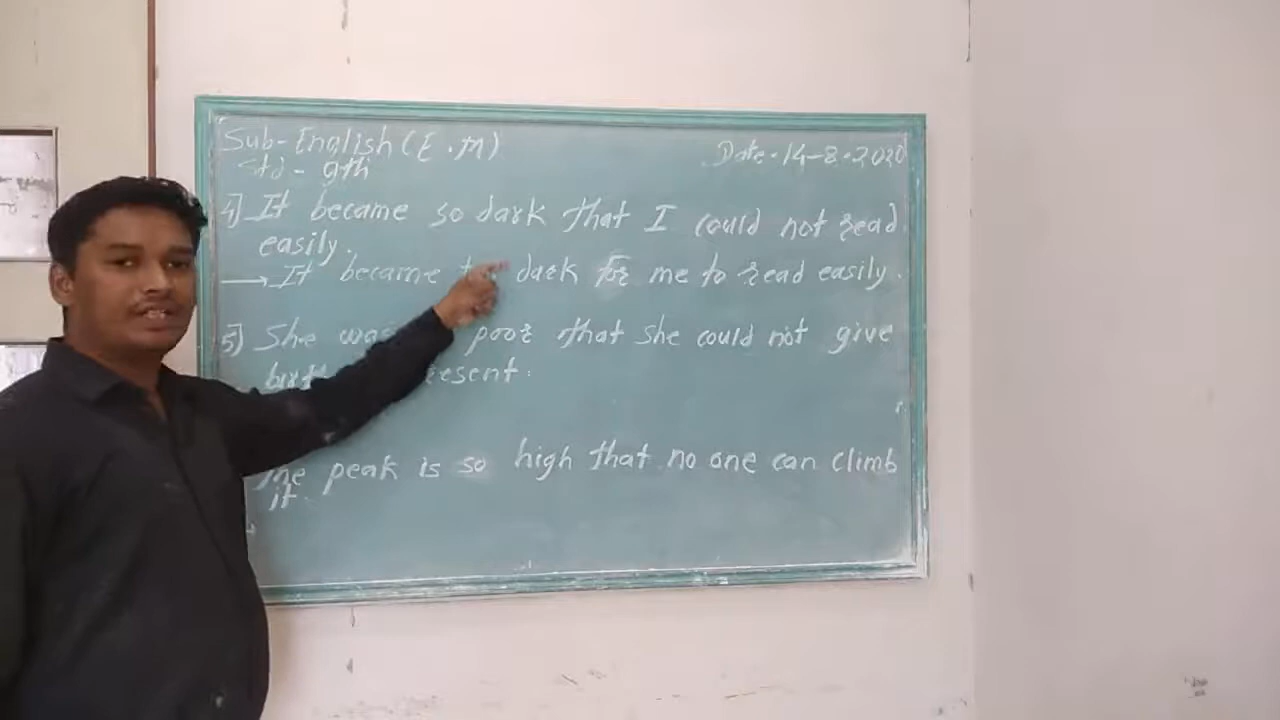 Sub-English (E.M)
Date-14-8-2020
Std - 9th
4] It became so dark that I could not read
easily.
→ It became dark for me to read easily.
5] She was poor that she could not give
The peak is so high that no one can climb
it.